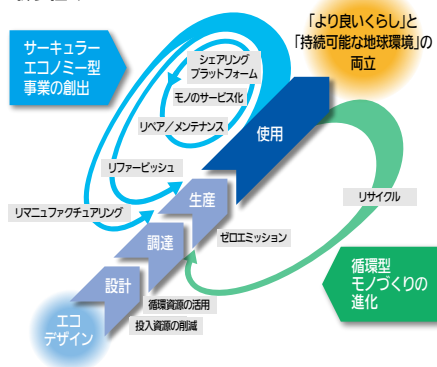 「より良いくらし」と
「持続可能な地球環境」の
両立
サーキュラー
エコノミー型
事業の創出
シェアリング
プラットフォーム
モノのサービス化
リペア／メンテナンス
使用
リファービッシュ
リサイクル
生産
リマニュファクチュアリング
ゼロエミッション
調達
循環型
モノづくりの
進化
設計
循環資源の活用
投入資源の削減
エコ
デザイン